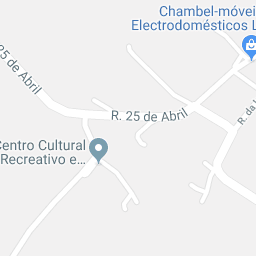 Chambel-móvei
Electrodomésticos L
25 de Abril
R. 25 de Abril
R. da
Centro Cultural
Recreativo e...